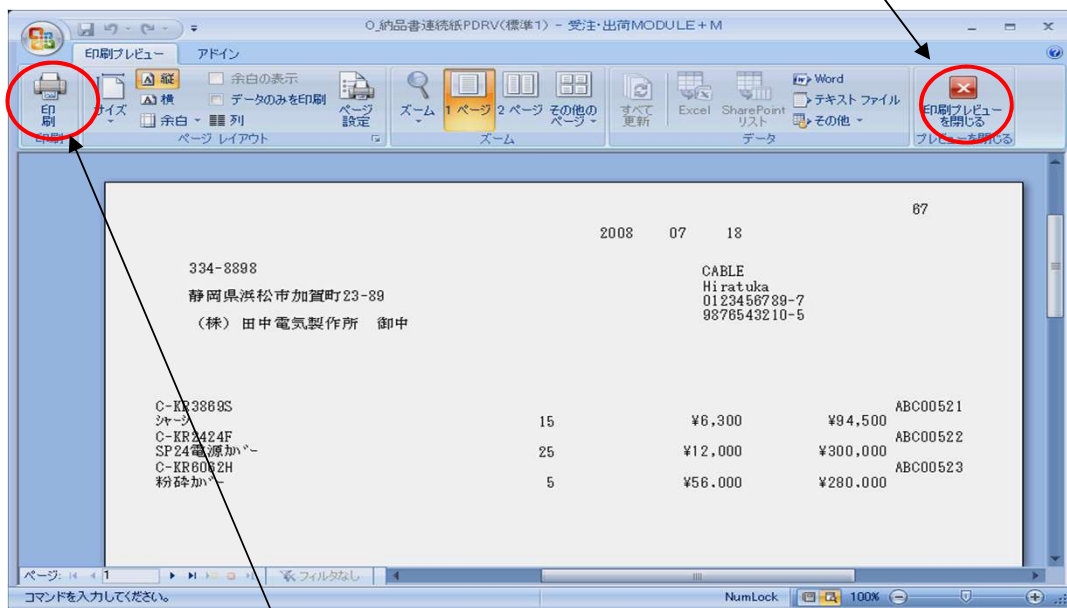 O_納品書連続紙PDRV(標準1) - 受注・出荷MODULE+M
印刷プレビュー アドイン
印刷 サイズ 縦 横 余白 列 余白の表示 データのみを印刷 ページ設定 ズーム 1 ページ 2 ページ その他のページ すべて更新 Excel SharePoint リスト Word テキスト ファイル その他 印刷プレビューを閉じる
印刷 ページ レイアウト ズーム データ プレビューを閉じる
67
2008 07 18
334-8898
静岡県浜松市加賀町23-89
(株) 田中電気製作所 御中
CABLE
Hiratuka
0123456789-7
9876543210-5
C-KR3869S ABC00521
シャーシ 15 ¥6,300 ¥94,500
C-KR2424F ABC00522
SP24電源カバー 25 ¥12,000 ¥300,000
C-KR6062H ABC00523
粉砕カバー 5 ¥56,000 ¥280,000
ページ: 1 フィルタなし
コマンドを入力してください。 NumLock 100%